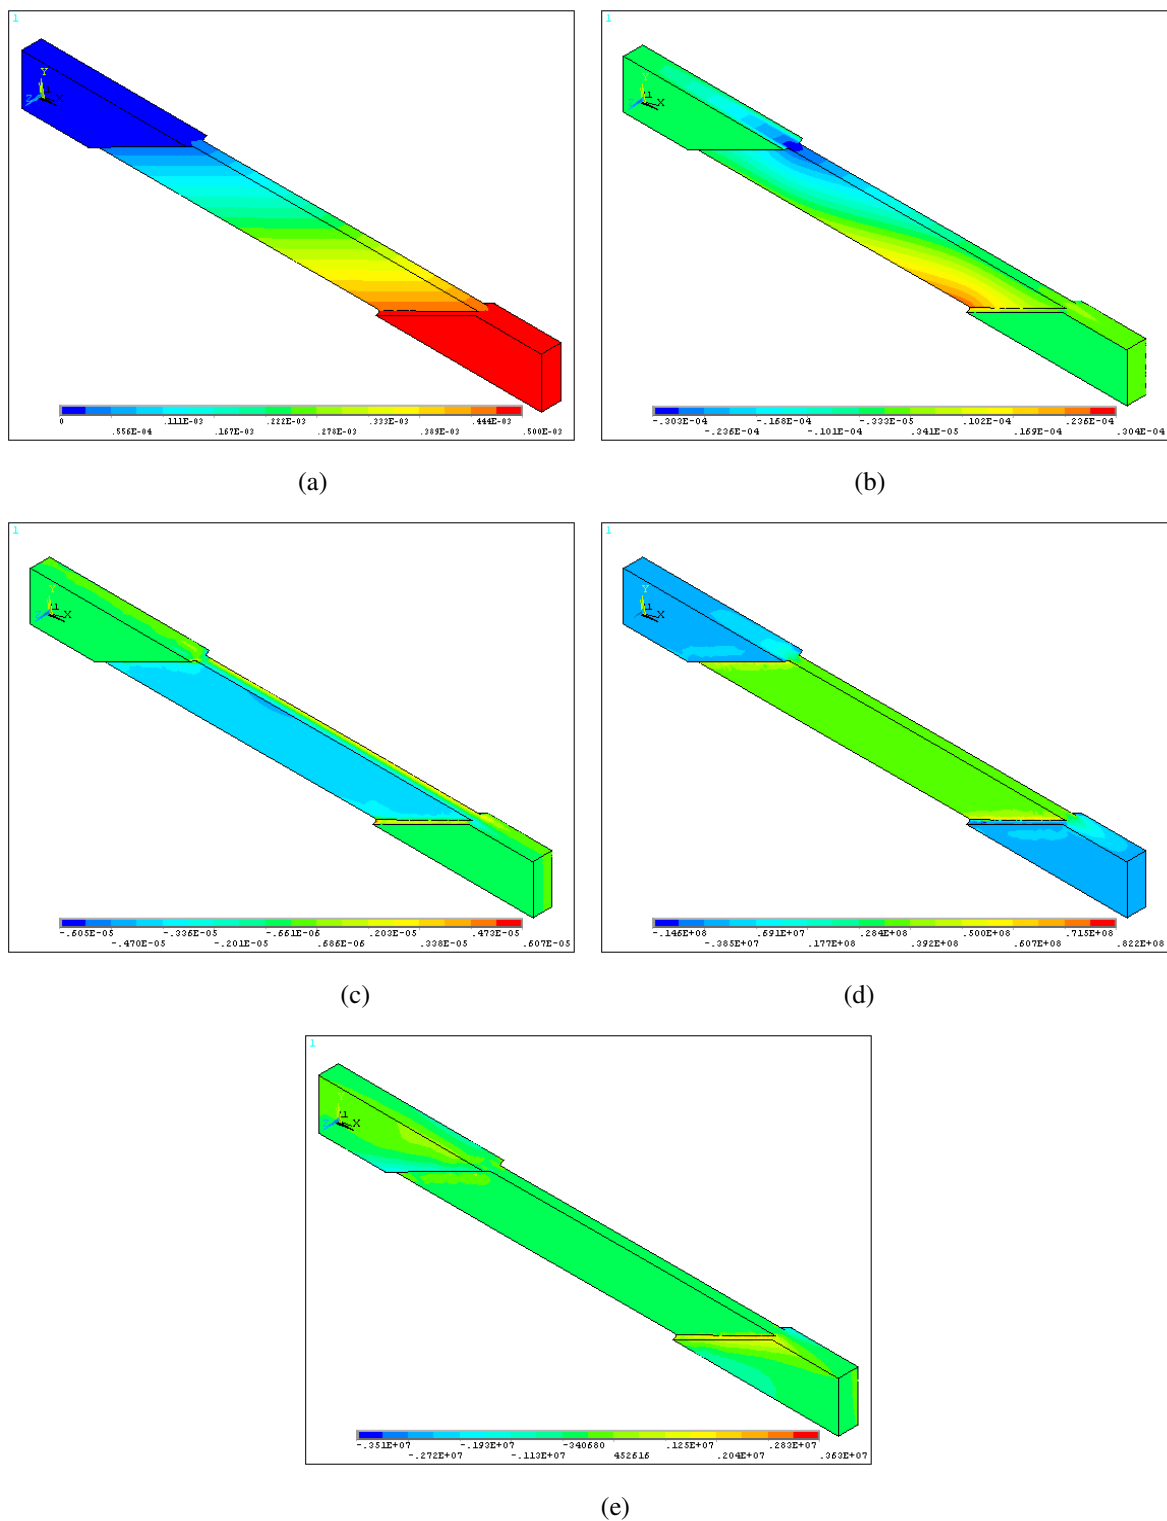 1
1
Y
1
Z
X
Y
1
Z
X
0
.111E-03
.222E-03
.333E-03
.444E-03
.556E-04
.167E-03
.278E-03
.389E-03
.500E-03
-.303E-04
-.168E-04
-.333E-05
.102E-04
.236E-04
-.236E-04
-.101E-04
.341E-05
.169E-04
.304E-04
(a)
(b)
1
1
Y
1
Z
X
Y
1
Z
X
-.605E-05
-.336E-05
-.661E-06
.203E-05
.473E-05
-.470E-05
-.201E-05
.686E-06
.338E-05
.607E-05
-.146E+08
.691E+07
.284E+08
.500E+08
.715E+08
-.385E+07
.177E+08
.392E+08
.607E+08
.822E+08
(c)
(d)
1
Y
1
Z
X
-.351E+07
-.193E+07
-340680
.125E+07
.283E+07
-.272E+07
-.113E+07
452616
.204E+07
.363E+07
(e)